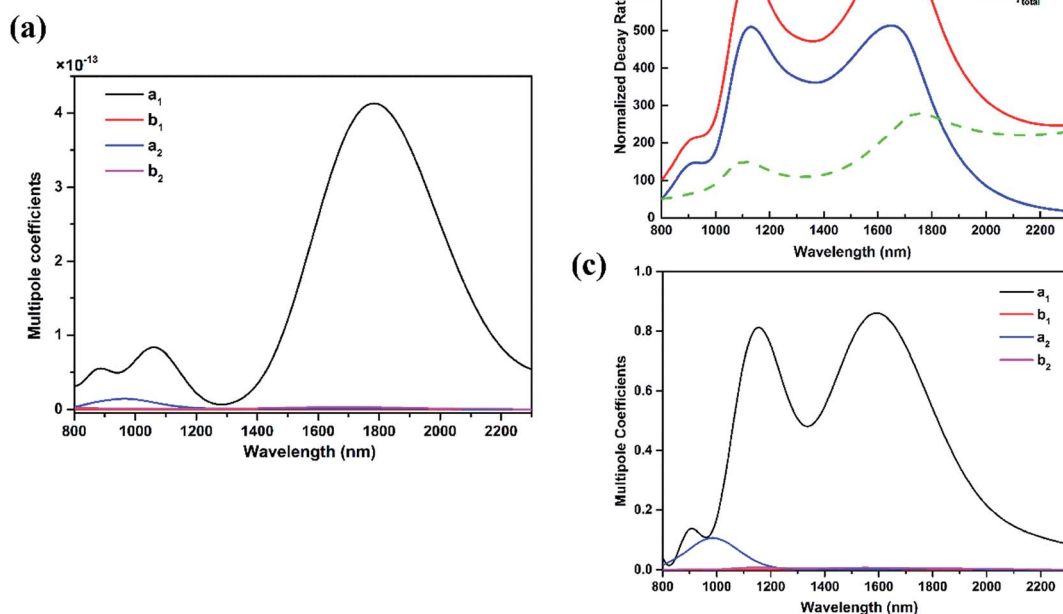 (a)
×10⁻¹³
Multipole coefficients
4
3
2
1
0
a₁
b₁
a₂
b₂
800 1000 1200 1400 1600 1800 2000 2200
Wavelength (nm)
total
500
400
300
200
100
0
800 1000 1200 1400 1600 1800 2000 2200
Wavelength (nm)
Normalized Decay
(c)
Multipole Coefficients
1.0
0.8
0.6
0.4
0.2
0.0
a₁
b₁
a₂
b₂
800 1000 1200 1400 1600 1800 2000 2200
Wavelength (nm)